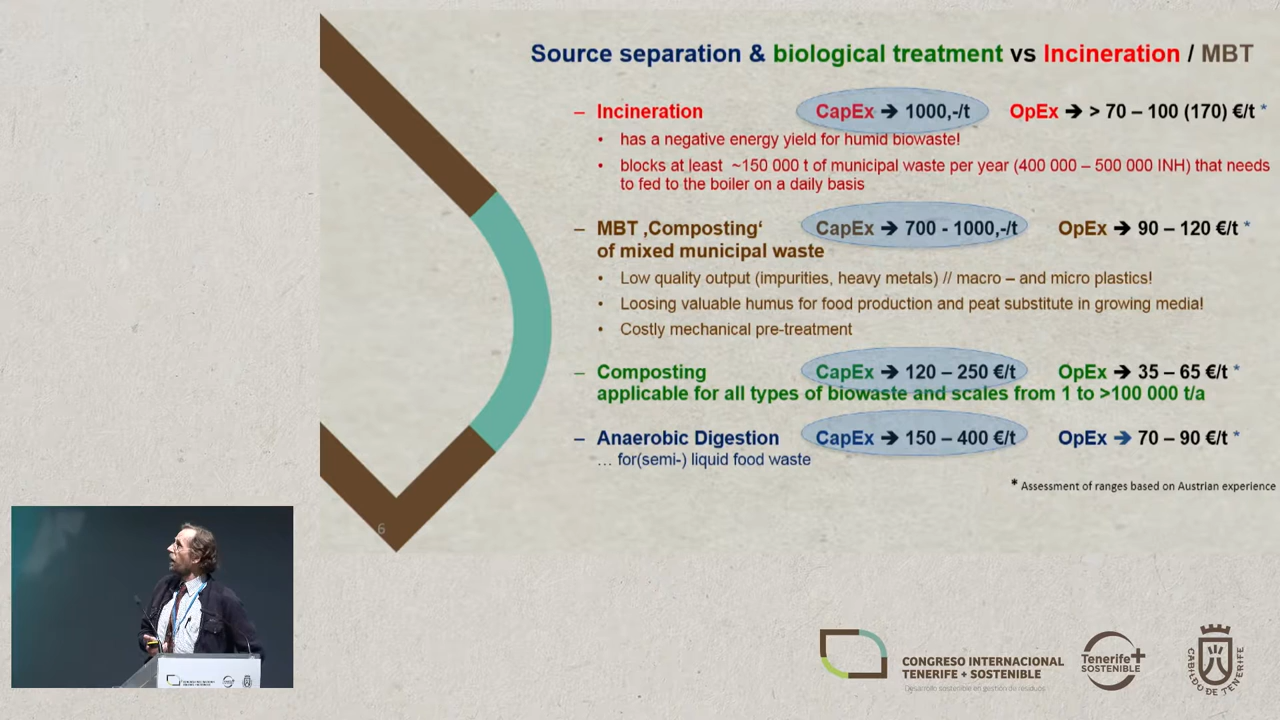 Source separation & biological treatment vs Incineration / MBT
– Incineration CapEx ➔ 1000,-/t OpEx ➔ > 70 – 100 (170) €/t *
• has a negative energy yield for humid biowaste!
• blocks at least ~150 000 t of municipal waste per year (400 000 – 500 000 INH) that needs
to fed to the boiler on a daily basis
– MBT ‚Composting‘ CapEx ➔ 700 - 1000,-/t OpEx ➔ 90 – 120 €/t *
of mixed municipal waste
• Low quality output (impurities, heavy metals) // macro – and micro plastics!
• Loosing valuable humus for food production and peat substitute in growing media!
• Costly mechanical pre-treatment
– Composting CapEx ➔ 120 – 250 €/t OpEx ➔ 35 – 65 €/t *
applicable for all types of biowaste and scales from 1 to >100 000 t/a
– Anaerobic Digestion CapEx ➔ 150 – 400 €/t OpEx ➔ 70 – 90 €/t *
… for(semi-) liquid food waste
* Assessment of ranges based on Austrian experience
6
CONGRESO INTERNACIONAL
TENERIFE + SOSTENIBLE
Desarrollo sostenible en gestión de residuos
Tenerife+
SOSTENIBLE
CABILDO DE TENERIFE